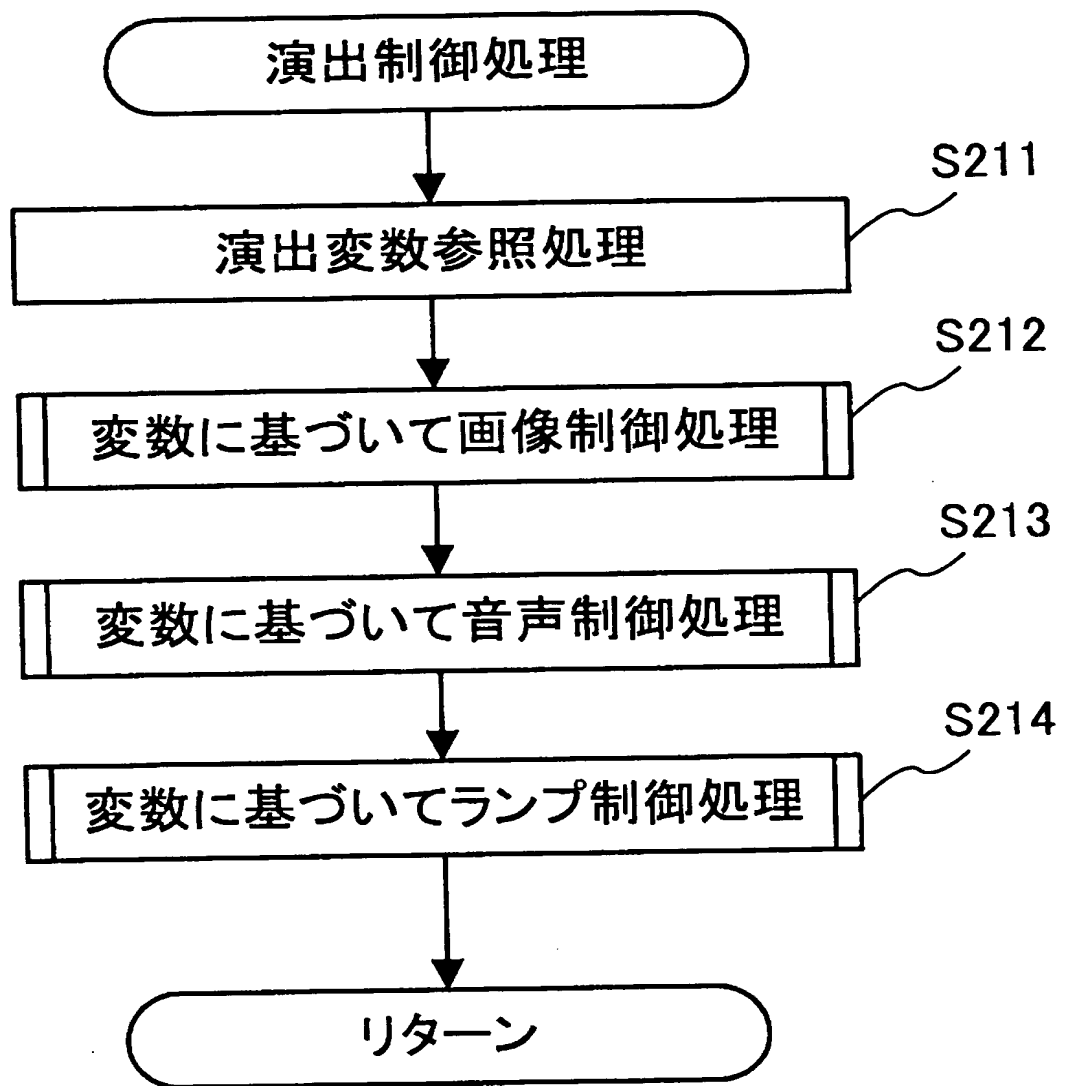 演出制御処理
S211
演出変数参照処理
S212
変数に基づいて画像制御処理
S213
変数に基づいて音声制御処理
S214
変数に基づいてランプ制御処理
リターン